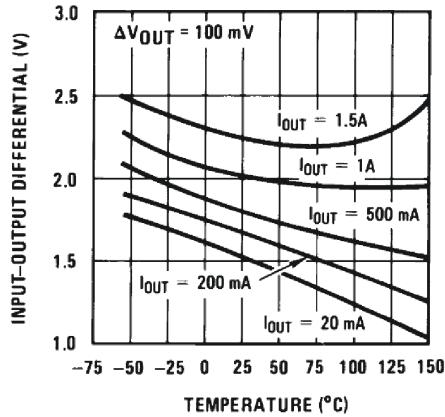 ΔVOUT = 100 mV
INPUT–OUTPUT DIFFERENTIAL (V)
3.0
2.5
2.0
1.5
1.0
IOUT = 1.5A
IOUT = 1A
IOUT = 500 mA
IOUT = 200 mA
IOUT = 20 mA
–75 –50 –25 0 25 50 75 100 125 150
TEMPERATURE (°C)